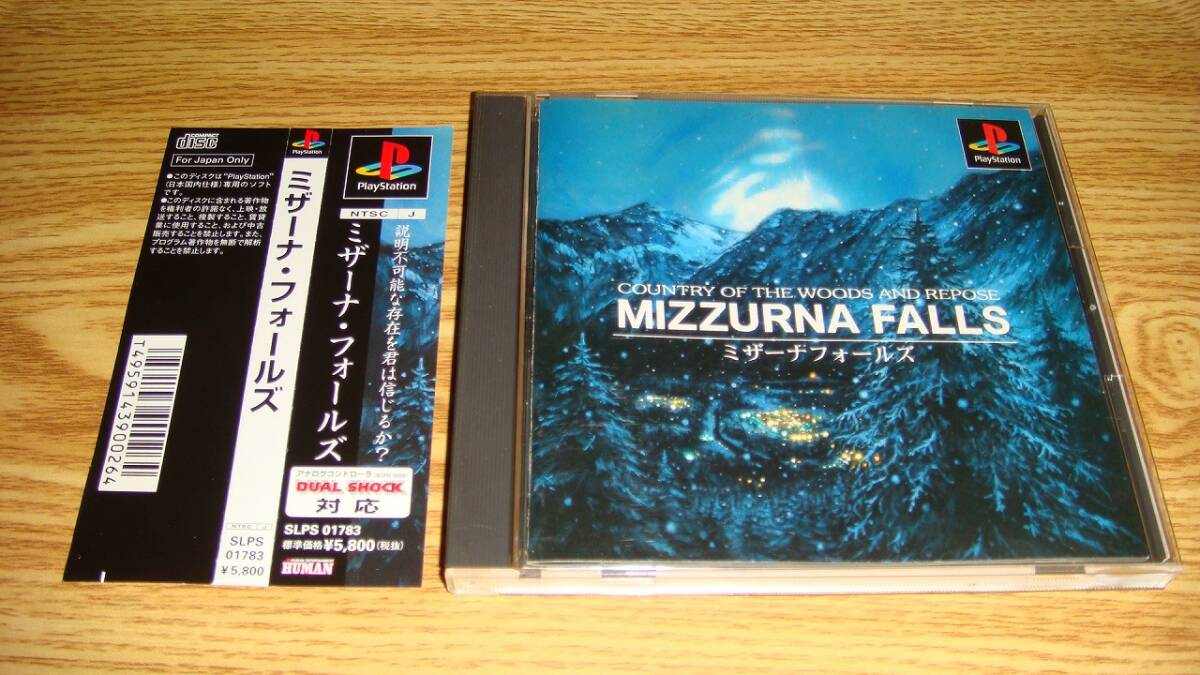 COMPACT
disc
For Japan Only
●このディスクは"PlayStation"
(日本国内仕様)専用のソフト
です。
●このディスクに含まれる著作物
を権利者の許諾なく、上映・放
送すること、複製すること、賃貸
業に使用すること、および中古
販売することを禁止します。また、
プログラム著作物を無断で解析
することを禁止します。
T4959143900264
PlayStation
ミザーナ・フォールズ
NTSC J
SLPS
01783
¥5,800
PlayStation
NTSC J
説明不可能な存在を君は信じるか?
ミザーナ・フォールズ
アナログコントローラ
DUAL SHOCK
対応
SLPS 01783
標準価格¥5,800(税抜)
HUMAN
PlayStation
COUNTRY OF THE WOODS AND REPOSE
MIZZURNA FALLS
ミザーナフォールズ